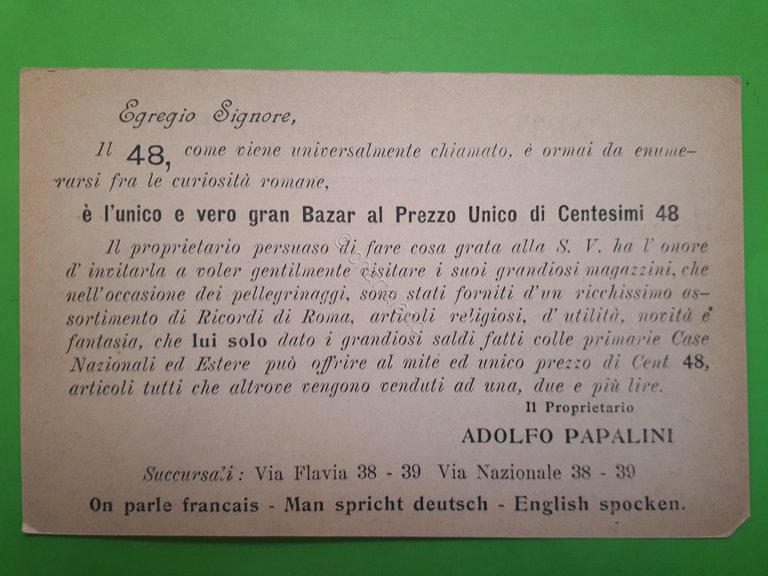 Egregio Signore,
Il 48, come viene universalmente chiamato, è ormai da enume-
rarsi fra le curiosità romane,
è l'unico e vero gran Bazar al Prezzo Unico di Centesimi 48
Il proprietario persuaso di fare cosa grata alla S. V. ha l'onore
d'invitarla a voler gentilmente visitare i suoi grandiosi magazzini, che
nell'occasione dei pellegrinaggi, sono stati forniti d'un ricchissimo as-
sortimento di Ricordi di Roma, articoli religiosi, d'utilità, novità e
fantasia, che lui solo dato i grandiosi saldi fatti colle primarie Case
Nazionali ed Estere può offrire al mite ed unico prezzo di Cent 48,
articoli tutti che altrove vengono venduti ad una, due e più lire.
Il Proprietario
ADOLFO PAPALINI
Succursali: Via Flavia 38 - 39 Via Nazionale 38 - 39
On parle francais - Man spricht deutsch - English spocken.